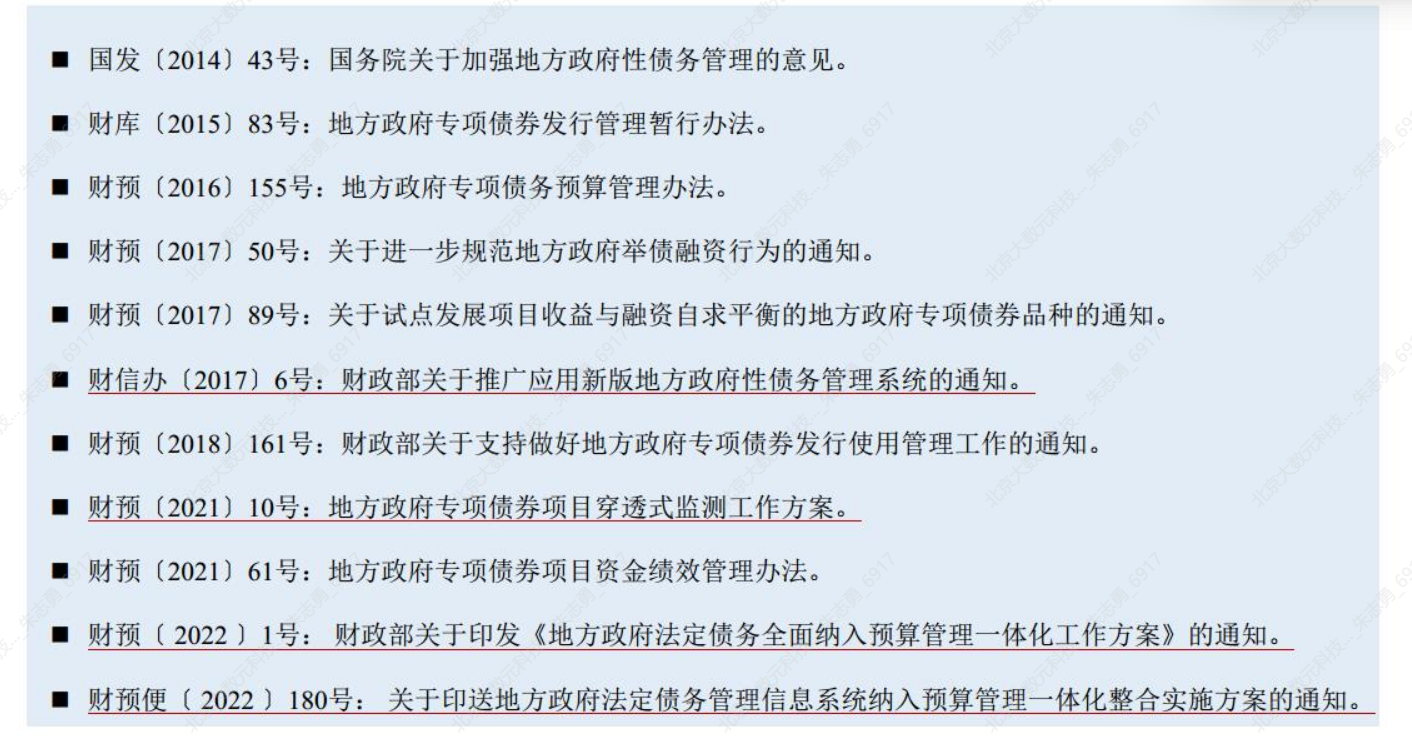 ■ 国发〔2014〕43号：国务院关于加强地方政府性债务管理的意见。
■ 财库〔2015〕83号：地方政府专项债券发行管理暂行办法。
■ 财预〔2016〕155号：地方政府专项债务预算管理办法。
■ 财预〔2017〕50号：关于进一步规范地方政府举债融资行为的通知。
■ 财预〔2017〕89号：关于试点发展项目收益与融资自求平衡的地方政府专项债券品种的通知。
■ 财信办〔2017〕6号：财政部关于推广应用新版地方政府性债务管理系统的通知。
■ 财预〔2018〕161号：财政部关于支持做好地方政府专项债券发行使用管理工作的通知。
■ 财预〔2021〕10号：地方政府专项债券项目穿透式监测工作方案。
■ 财预〔2021〕61号：地方政府专项债券项目资金绩效管理办法。
■ 财预〔 2022 〕1号： 财政部关于印发《地方政府法定债务全面纳入预算管理一体化工作方案》的通知。
■ 财预便〔 2022 〕180号： 关于印送地方政府法定债务管理信息系统纳入预算管理一体化整合实施方案的通知。